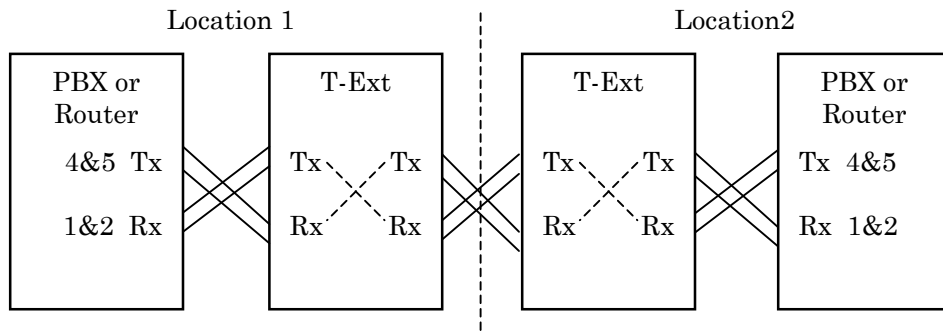 Location 1
Location2
PBX or
Router
4&5 Tx
1&2 Rx
T-Ext
Tx Tx
Rx Rx
T-Ext
Tx Tx
Rx Rx
PBX or
Router
Tx 4&5
Rx 1&2